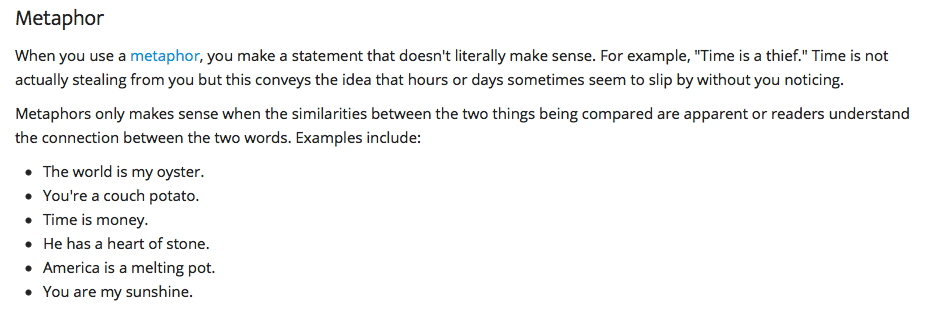 Metaphor
When you use a metaphor, you make a statement that doesn't literally make sense. For example, "Time is a thief." Time is not
actually stealing from you but this conveys the idea that hours or days sometimes seem to slip by without you noticing.
Metaphors only makes sense when the similarities between the two things being compared are apparent or readers understand
the connection between the two words. Examples include:
• The world is my oyster.
• You're a couch potato.
• Time is money.
• He has a heart of stone.
• America is a melting pot.
• You are my sunshine.